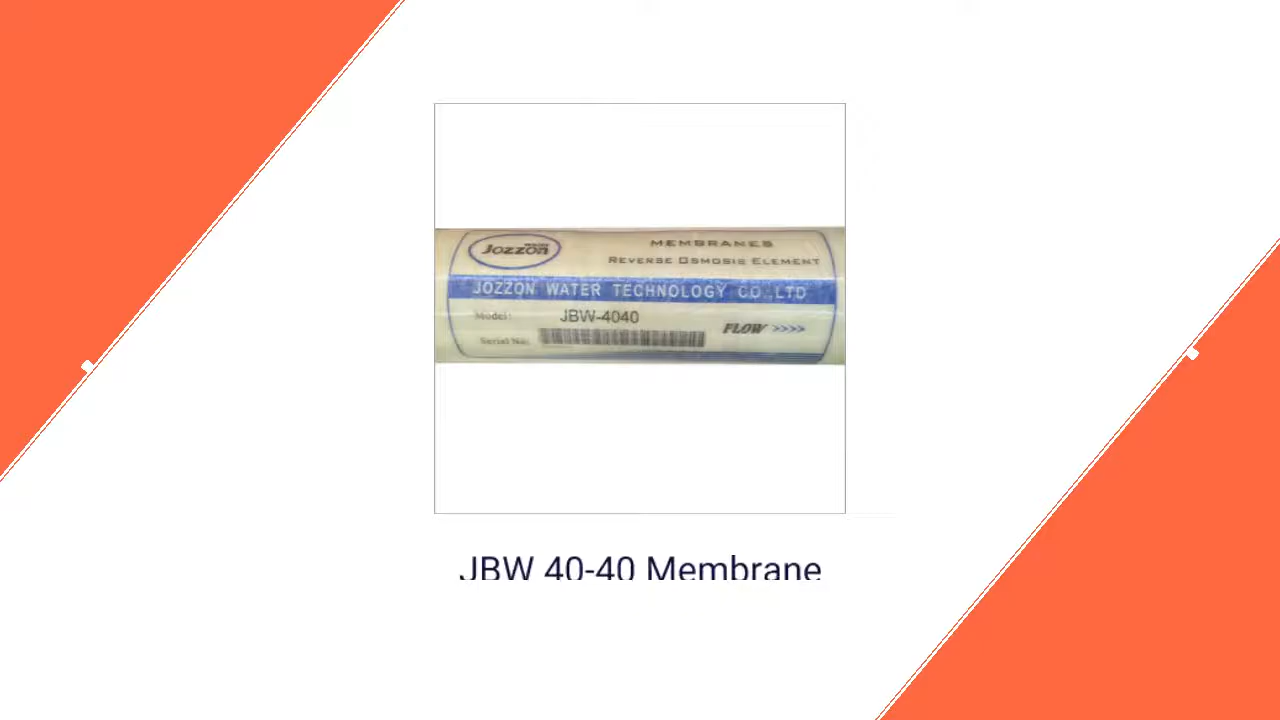 Jozzon
MEMBRANES
REVERSE OSMOSIS ELEMENT
JOZZON WATER TECHNOLOGY CO.,LTD
Model: JBW-4040
Serial No:
FLOW >>>>
JBW 40-40 Membrane